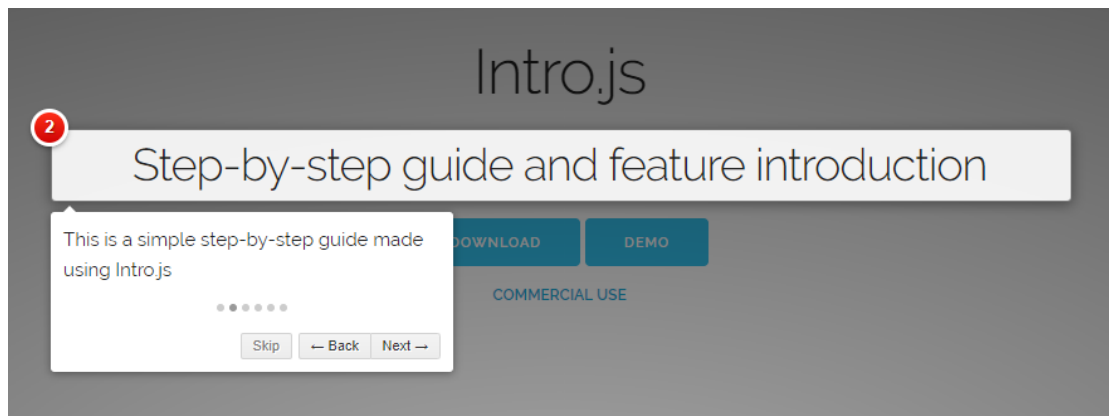 Intro.js
2
Step-by-step guide and feature introduction
This is a simple step-by-step guide made
using Intro.js
Skip
← Back
Next →
DOWNLOAD
DEMO
COMMERCIAL USE